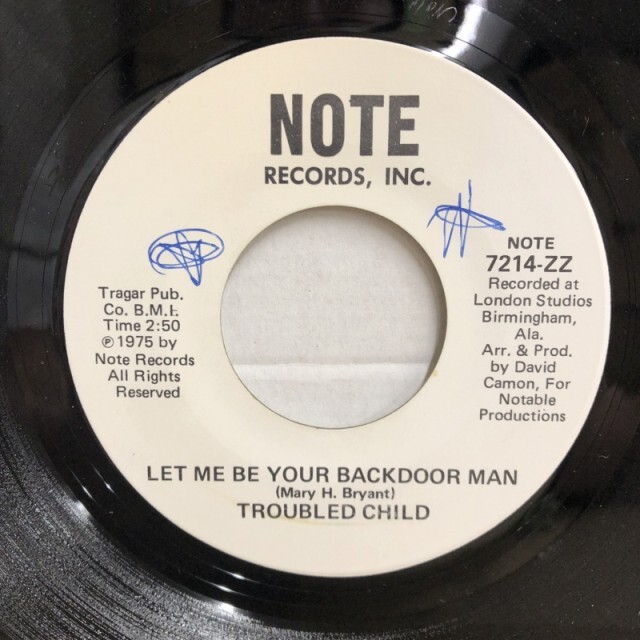 NOTE
RECORDS, INC.
Tragar Pub.
Co. B.M.I.
Time 2:50
℗ 1975 by
Note Records
All Rights
Reserved
NOTE
7214-ZZ
Recorded at
London Studios
Birmingham,
Ala.
Arr. & Prod.
by David
Camon, For
Notable
Productions
LET ME BE YOUR BACKDOOR MAN
(Mary H. Bryant)
TROUBLED CHILD